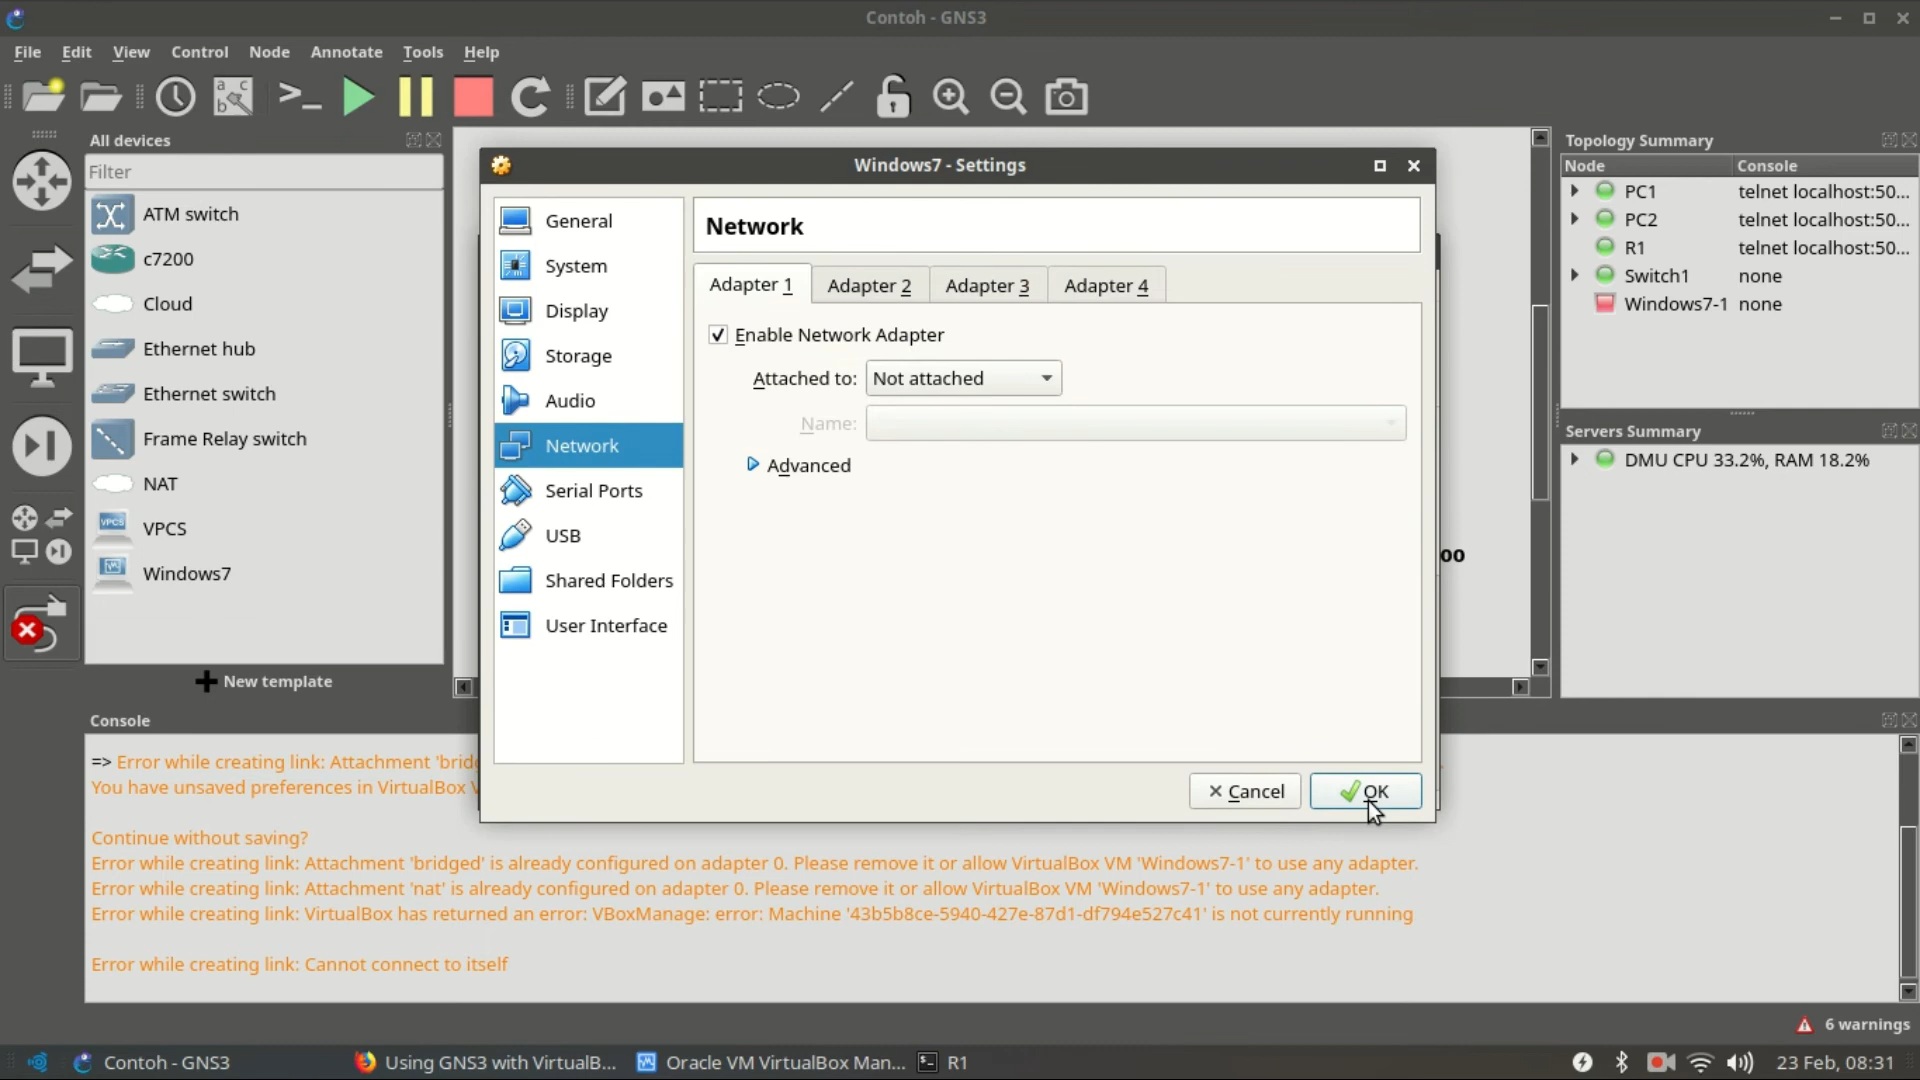 Contoh - GNS3
File Edit View Control Node Annotate Tools Help
All devices
Filter
ATM switch
c7200
Cloud
Ethernet hub
Ethernet switch
Frame Relay switch
NAT
VPCS
Windows7
New template
Windows7 - Settings
General
System
Display
Storage
Audio
Network
Serial Ports
USB
Shared Folders
User Interface
Network
Adapter 1 Adapter 2 Adapter 3 Adapter 4
Enable Network Adapter
Attached to: Not attached
Name:
Advanced
Cancel OK
oo
Topology Summary
Node Console
PC1 telnet localhost:50...
PC2 telnet localhost:50...
R1 telnet localhost:50...
Switch1 none
Windows7-1 none
Servers Summary
DMU CPU 33.2%, RAM 18.2%
Console
=> Error while creating link: Attachment 'bridg
You have unsaved preferences in VirtualBox V
Continue without saving?
Error while creating link: Attachment 'bridged' is already configured on adapter 0. Please remove it or allow VirtualBox VM 'Windows7-1' to use any adapter.
Error while creating link: Attachment 'nat' is already configured on adapter 0. Please remove it or allow VirtualBox VM 'Windows7-1' to use any adapter.
Error while creating link: VirtualBox has returned an error: VBoxManage: error: Machine '43b5b8ce-5940-427e-87d1-df794e527c41' is not currently running
Error while creating link: Cannot connect to itself
6 warnings
Contoh - GNS3 Using GNS3 with VirtualB... Oracle VM VirtualBox Man... R1 23 Feb, 08:31